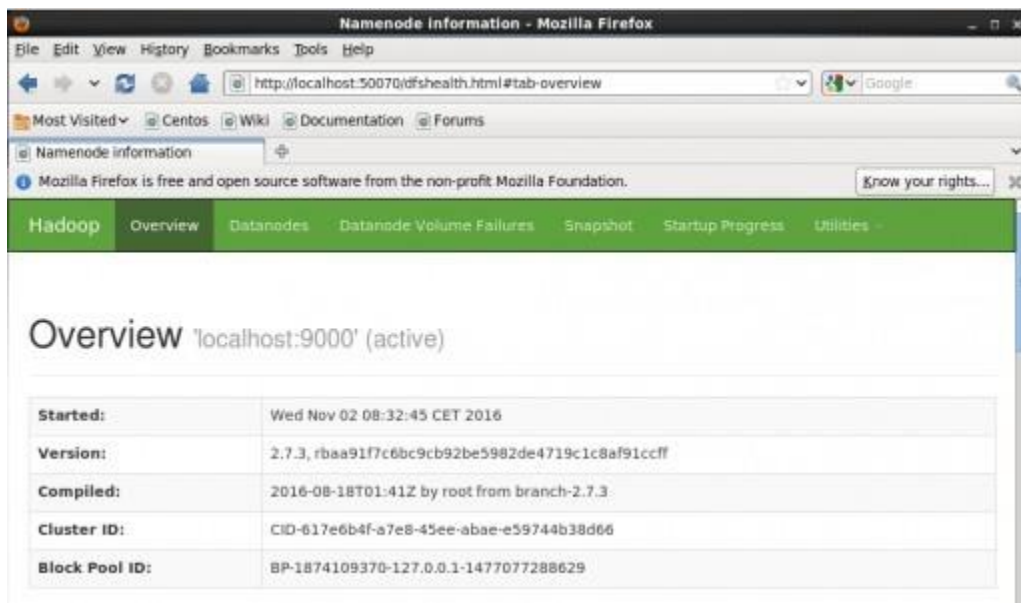 Namenode information - Mozilla Firefox
File Edit View History Bookmarks Tools Help
http://localhost:50070/dfshealth.html#tab-overview Google
Most Visited Centos Wiki Documentation Forums
Namenode information
Mozilla Firefox is free and open source software from the non-profit Mozilla Foundation. Know your rights...
Hadoop Overview Datanodes Datanode Volume Failures Snapshot Startup Progress Utilities
Overview 'localhost:9000' (active)
Started: Wed Nov 02 08:32:45 CET 2016
Version: 2.7.3, rbaa91f7c6bc9cb92be5982de4719c1c8af91ccff
Compiled: 2016-08-18T01:41Z by root from branch-2.7.3
Cluster ID: CID-617e6b4f-a7e8-45ee-abae-e59744b38d66
Block Pool ID: BP-1874109370-127.0.0.1-1477077288629